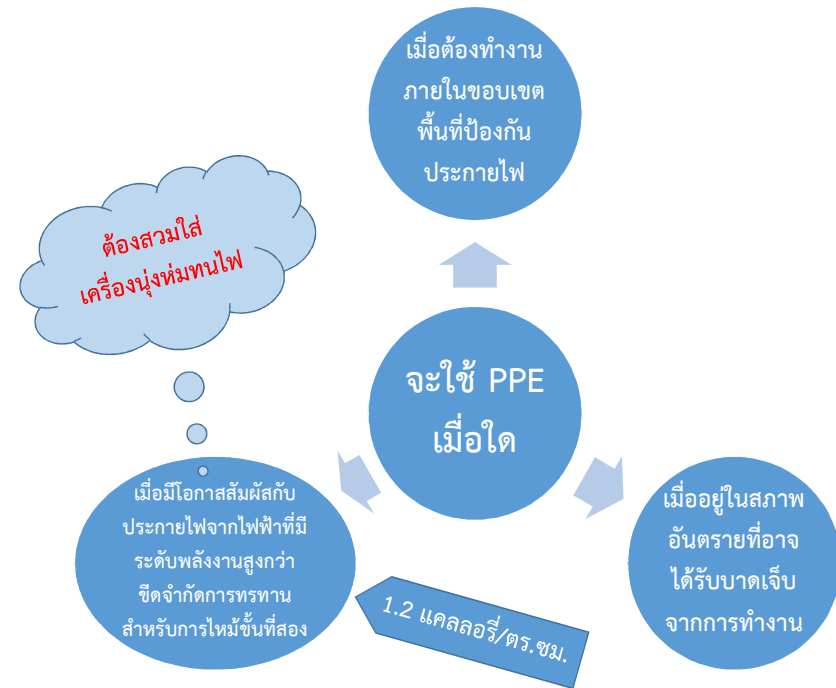 เมื่อต้องทำงาน
ภายในขอบเขต
พื้นที่ป้องกัน
ประกายไฟ
ต้องสวมใส่
เครื่องนุ่งห่มทนไฟ
จะใช้ PPE
เมื่อใด
เมื่อมีโอกาสสัมผัสกับ
ประกายไฟจากไฟฟ้าที่มี
ระดับพลังงานสูงกว่า
ขีดจำกัดการทรทาน
สำหรับการไหม้ขั้นที่สอง
1.2 แคลลอรี่/ตร.ซม.
เมื่ออยู่ในสภาพ
อันตรายที่อาจ
ได้รับบาดเจ็บ
จากการทำงาน